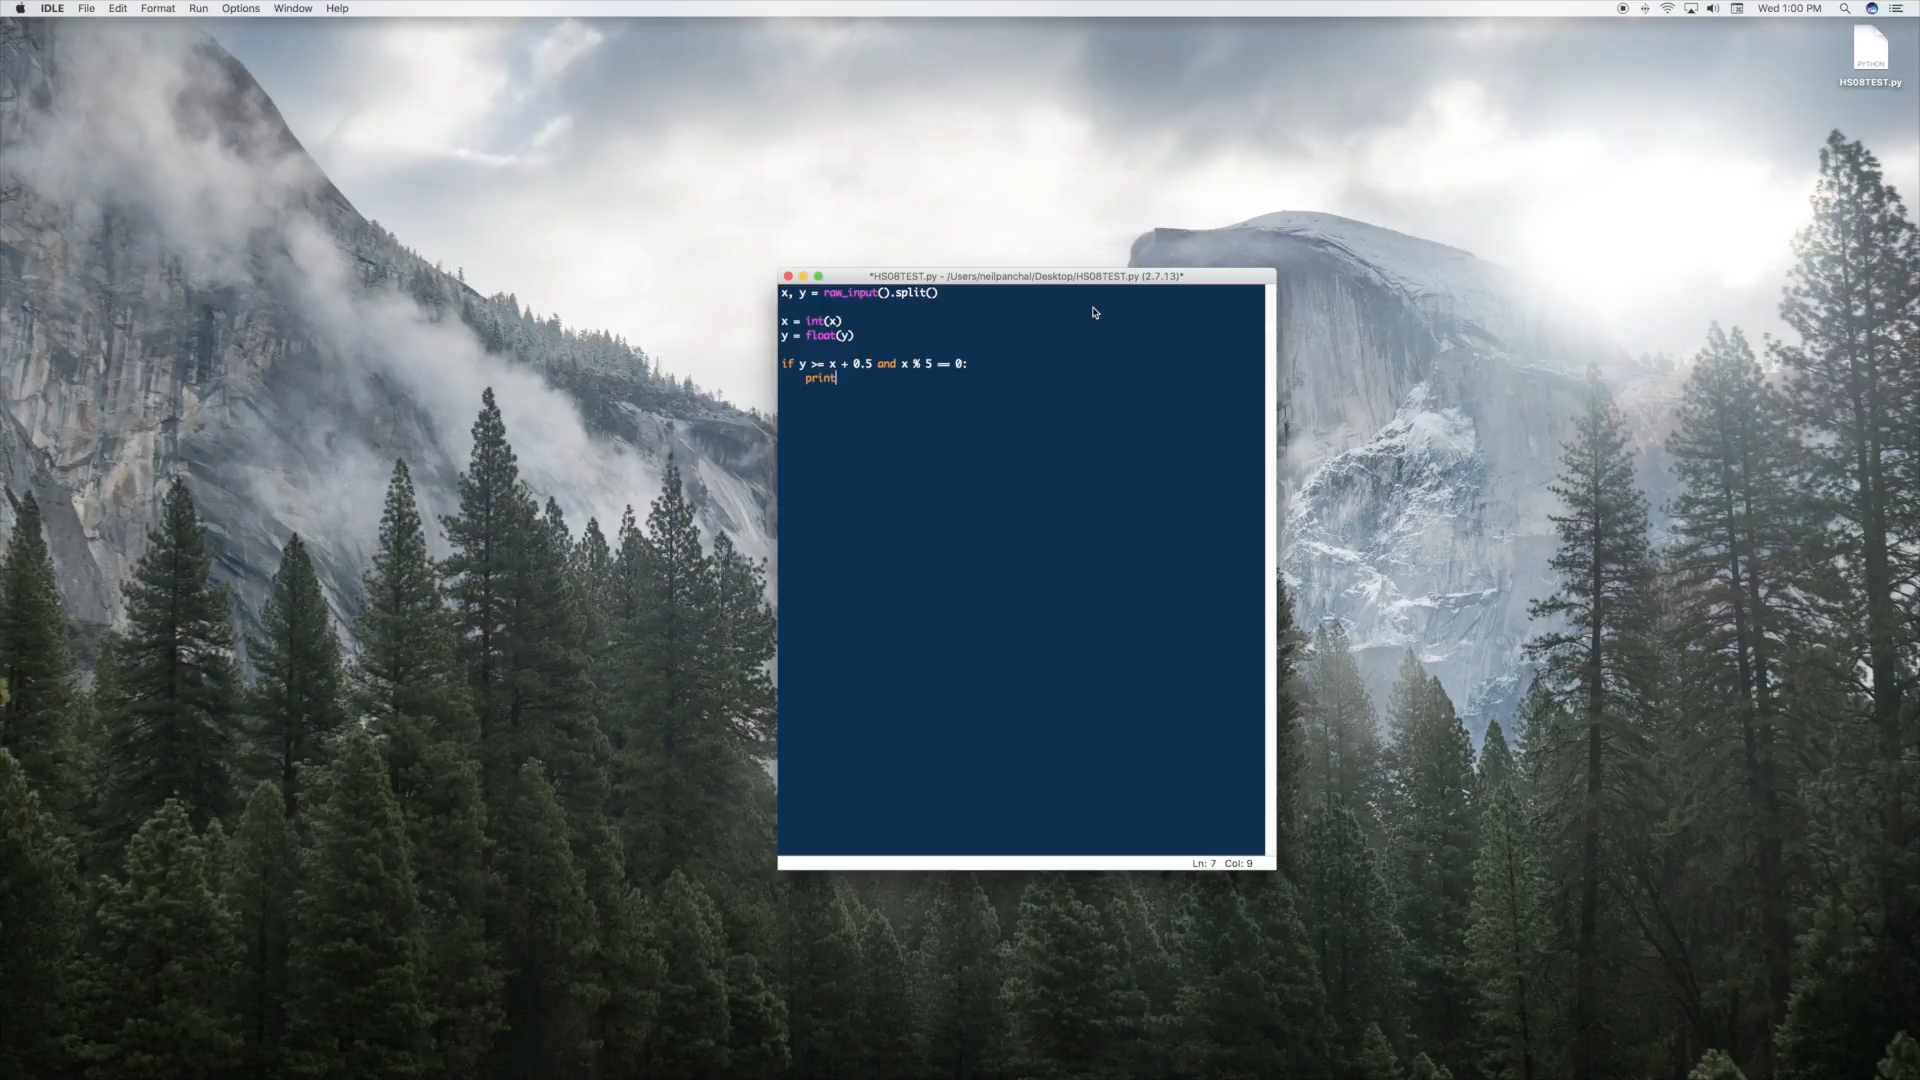 IDLE File Edit Format Run Options Window Help Wed 1:00 PM
PYTHON
HS08TEST.py
*HS08TEST.py - /Users/neilpanchal/Desktop/HS08TEST.py (2.7.13)*
x, y = raw_input().split()
x = int(x)
y = float(y)
if y >= x + 0.5 and x % 5 == 0:
print
Ln: 7 Col: 9